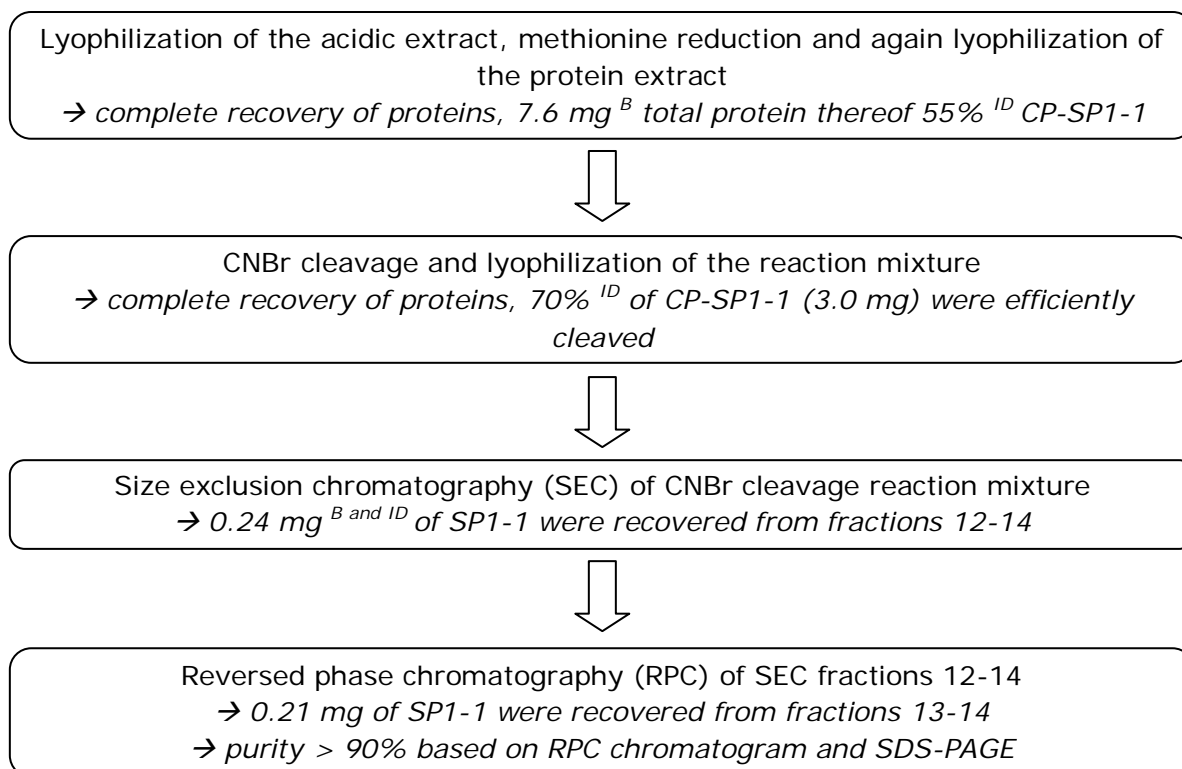 Lyophilization of the acidic extract, methionine reduction and again lyophilization of
the protein extract
→ complete recovery of proteins, 7.6 mg B total protein thereof 55% ID CP-SP1-1
CNBr cleavage and lyophilization of the reaction mixture
→ complete recovery of proteins, 70% ID of CP-SP1-1 (3.0 mg) were efficiently
cleaved
Size exclusion chromatography (SEC) of CNBr cleavage reaction mixture
→ 0.24 mg B and ID of SP1-1 were recovered from fractions 12-14
Reversed phase chromatography (RPC) of SEC fractions 12-14
→ 0.21 mg of SP1-1 were recovered from fractions 13-14
→ purity > 90% based on RPC chromatogram and SDS-PAGE